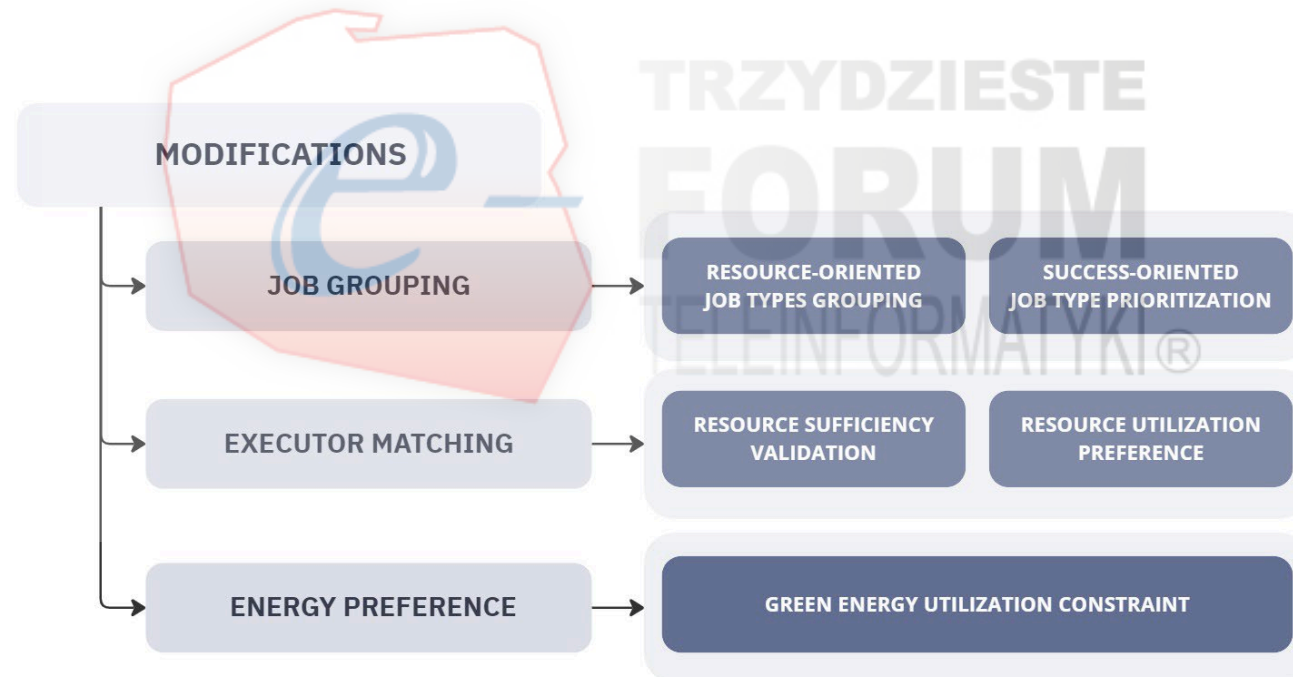 TRZYDZIESTE
MODIFICATIONS
e-
FORUM
JOB GROUPING
RESOURCE-ORIENTED
JOB TYPES GROUPING
SUCCESS-ORIENTED
JOB TYPE PRIORITIZATION
TELEINFORMATYKI ®
EXECUTOR MATCHING
RESOURCE SUFFICIENCY
VALIDATION
RESOURCE UTILIZATION
PREFERENCE
ENERGY PREFERENCE
GREEN ENERGY UTILIZATION CONSTRAINT